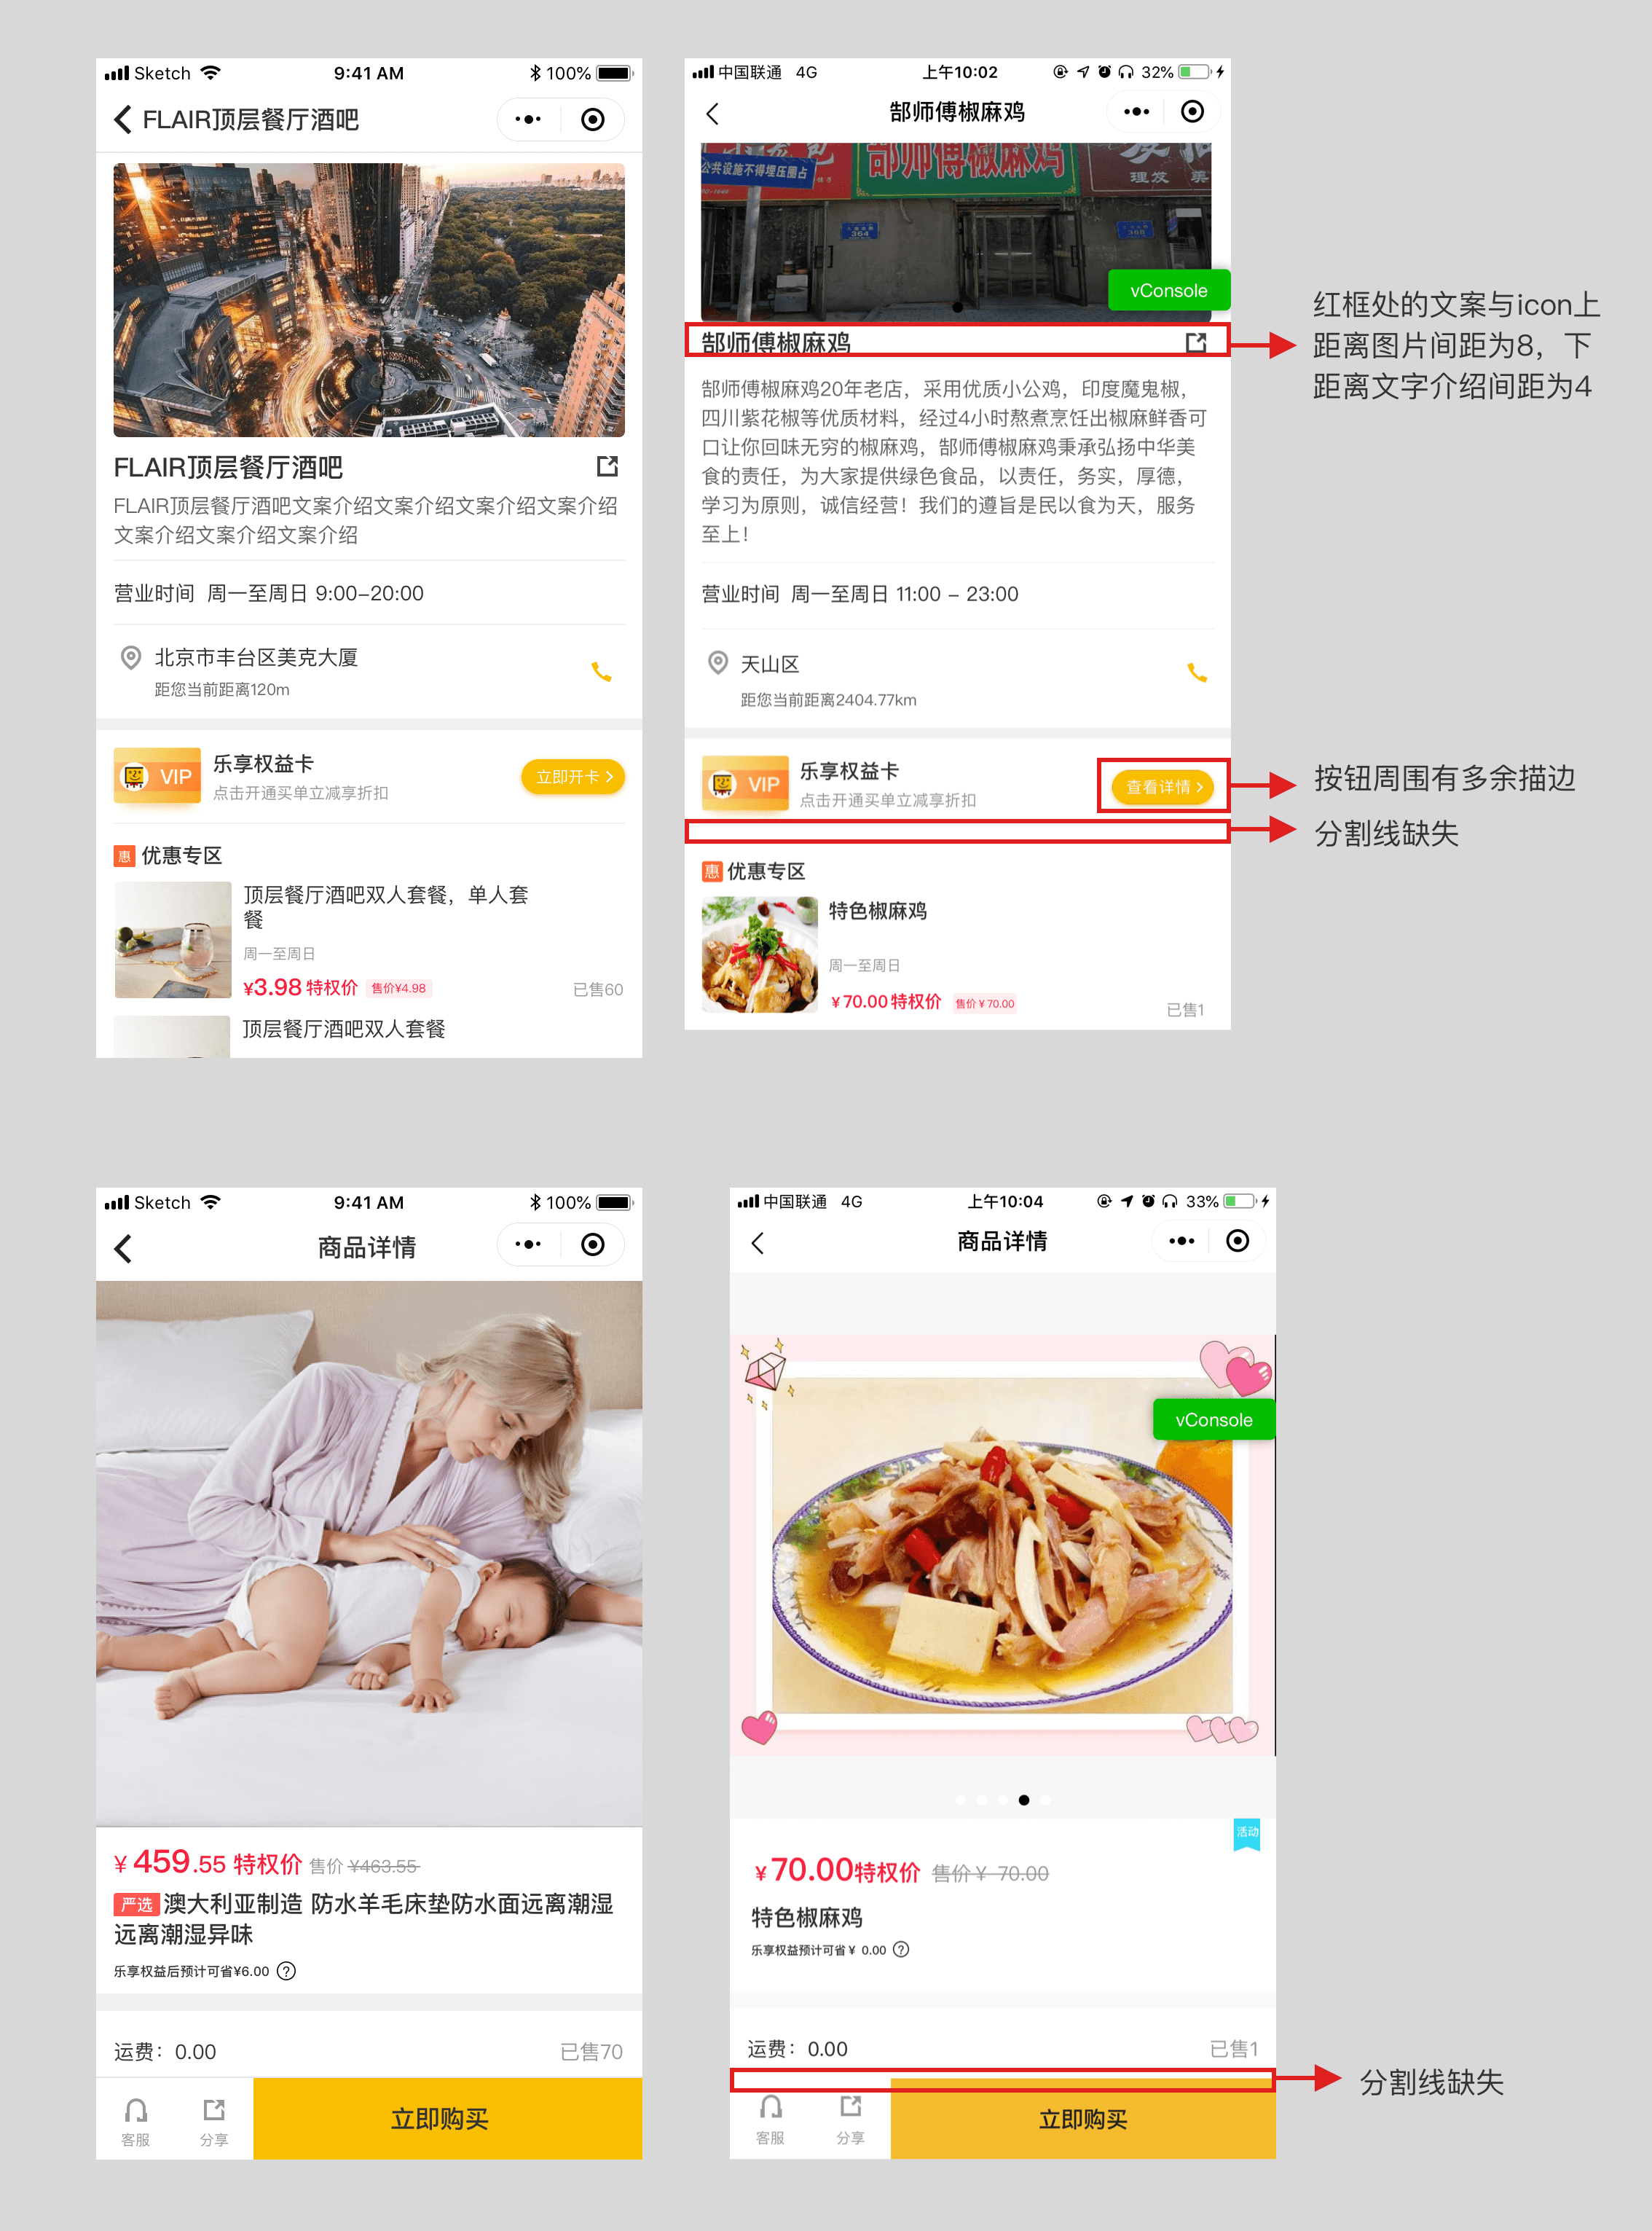 Sketch 9:41 AM 100%
FLAIR顶层餐厅酒吧
FLAIR顶层餐厅酒吧
FLAIR顶层餐厅酒吧文案介绍文案介绍文案介绍文案介绍
文案介绍文案介绍文案介绍
营业时间 周一至周日 9:00-20:00
北京市丰台区美克大厦
距您当前距离120m
VIP
乐享权益卡
点击开通买单立减享折扣
立即开卡
惠 优惠专区
顶层餐厅酒吧双人套餐，单人套
餐
周一至周日
¥3.98 特权价 售价¥4.98 已售60
顶层餐厅酒吧双人套餐
中国联通 4G 上午10:02 32%
郜师傅椒麻鸡
公共设施不得埋压圈占
郜师傅椒麻鸡
理发
364
368
vConsole
郜师傅椒麻鸡
郜师傅椒麻鸡20年老店，采用优质小公鸡，印度魔鬼椒，
四川紫花椒等优质材料，经过4小时熬煮烹饪出椒麻鲜香可
口让你回味无穷的椒麻鸡，郜师傅椒麻鸡秉承弘扬中华美
食的责任，为大家提供绿色食品，以责任，务实，厚德，
学习为原则，诚信经营！我们的遵旨是民以食为天，服务
至上！
营业时间 周一至周日 11:00 - 23:00
天山区
距您当前距离2404.77km
VIP
乐享权益卡
点击开通买单立减享折扣
查看详情
惠 优惠专区
特色椒麻鸡
周一至周日
¥70.00 特权价 售价¥70.00 已售1
红框处的文案与icon上
距离图片间距为8，下
距离文字介绍间距为4
按钮周围有多余描边
分割线缺失
Sketch 9:41 AM 100%
商品详情
¥459.55 特权价 售价 ¥463.55
严选 澳大利亚制造 防水羊毛床垫防水面远离潮湿
远离潮湿异味
乐享权益后预计可省¥6.00 ?
运费：0.00 已售70
客服 分享 立即购买
中国联通 4G 上午10:04 33%
商品详情
vConsole
活动
¥70.00特权价 售价¥ 70.00
特色椒麻鸡
乐享权益预计可省¥ 0.00 ?
运费：0.00 已售1
客服 分享 立即购买
分割线缺失